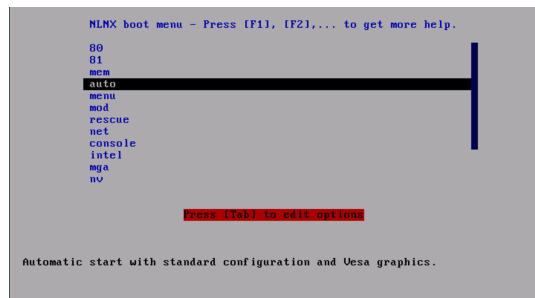 NLNX boot menu - Press [F1], [F2],... to get more help.
80
81
mem
auto
menu
mod
rescue
net
console
intel
mga
nv
Press [Tab] to edit options
Automatic start with standard configuration and Vesa graphics.